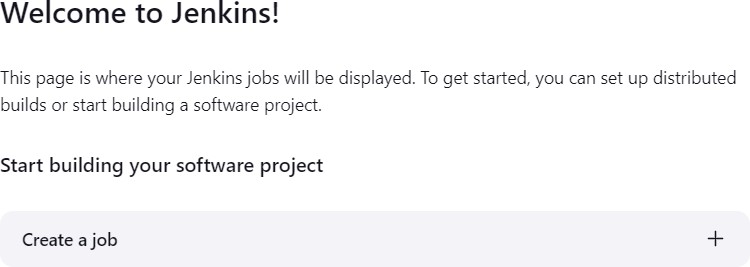 Welcome to Jenkins!
This page is where your Jenkins jobs will be displayed. To get started, you can set up distributed
builds or start building a software project.
Start building your software project
Create a job